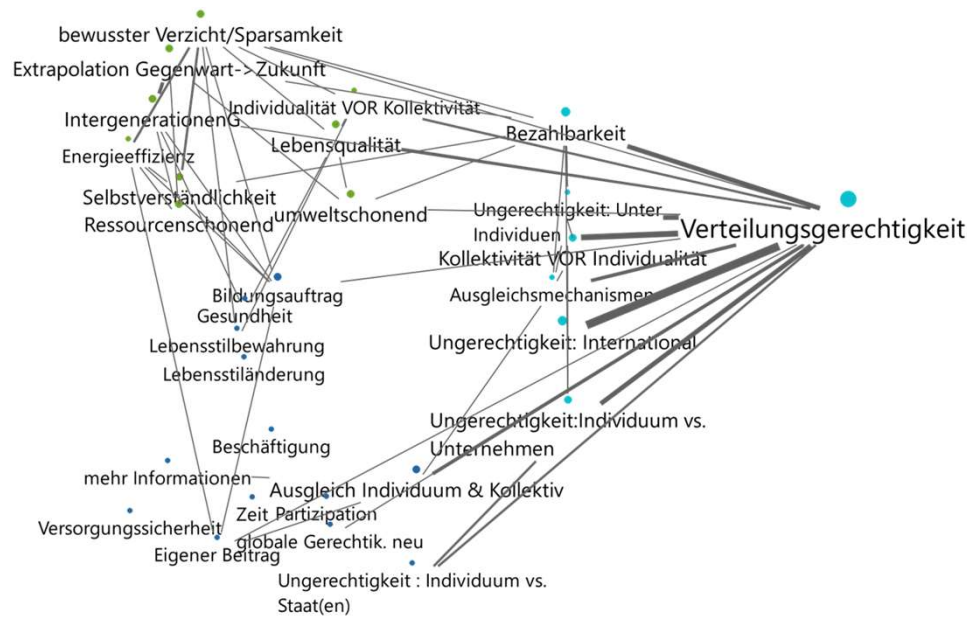 bewusster Verzicht/Sparsamkeit
Extrapolation Gegenwart->Zukunft
IntergenerationenG
Individualität VOR Kollektivität
Bezahlbarkeit
Energieeffizienz
Lebensqualität
Selbstverständlichkeit
Ressourcenschonend
umweltschonend
Ungerechtigkeit: Unter
Individuen
Verteilungsgerechtigkeit
Kollektivität VOR Individualität
Bildungsauftrag
Ausgleichsmechanismen
Gesundheit
Lebensstilbewahrung
Ungerechtigkeit: International
Lebensstiländerung
Ungerechtigkeit:Individuum vs.
Unternehmen
Beschäftigung
mehr Informationen
Ausgleich Individuum & Kollektiv
Versorgungssicherheit
Zeit Partizipation
Eigener Beitrag
globale Gerechtik. neu
Ungerechtigkeit : Individuum vs.
Staat(en)